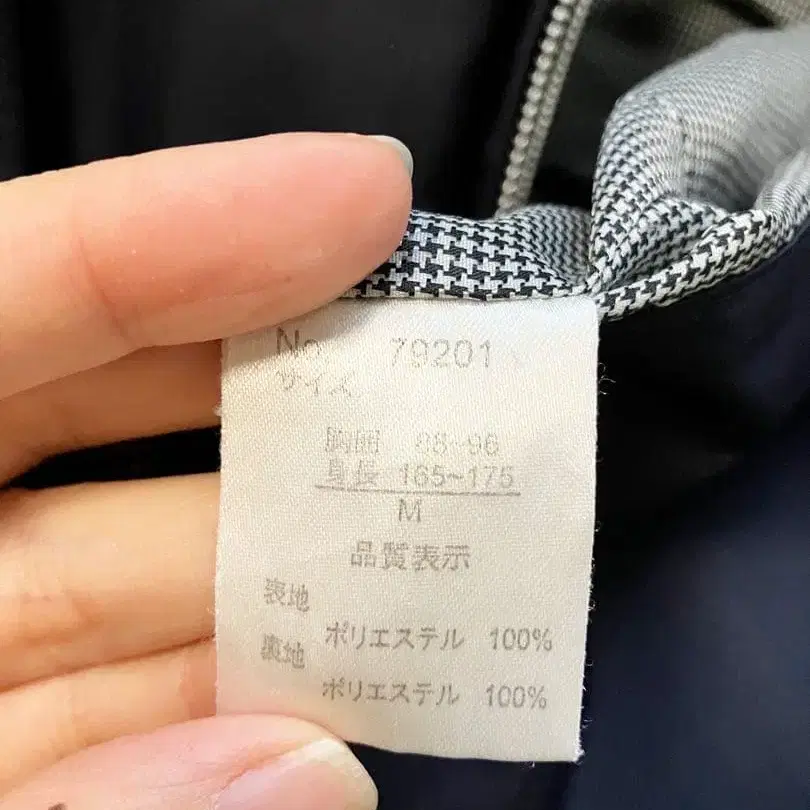 No. 79201
サイズ
胸囲 88~96
身長 165~175
M
品質表示
表地
ポリエステル 100%
裏地
ポリエステル 100%